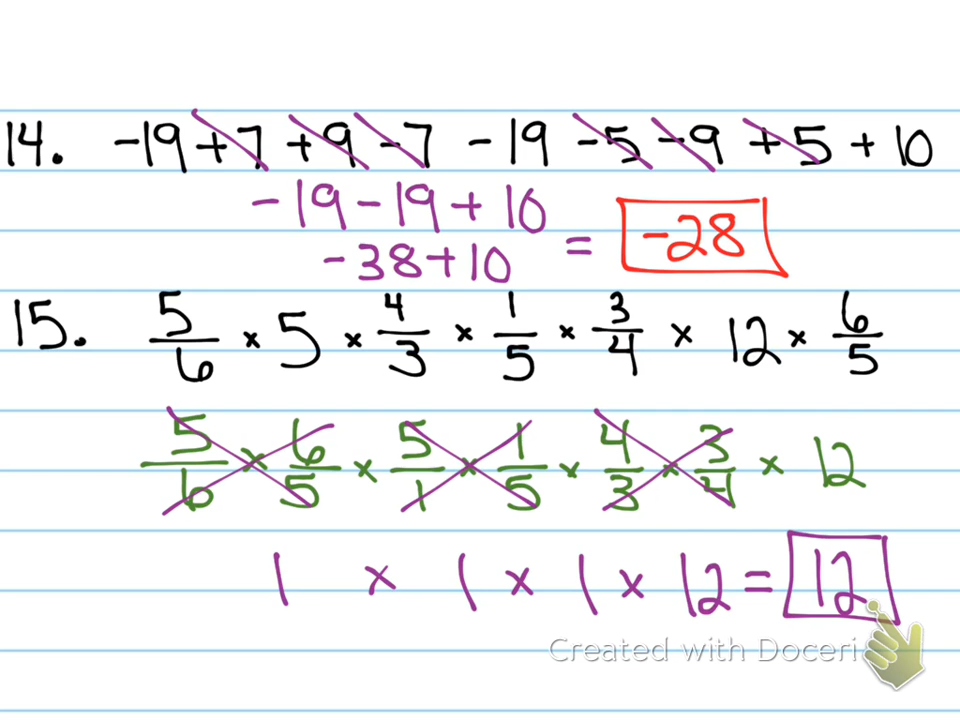 14. -19 + 7 + 9 - 7 - 19 - 5 - 9 + 5 + 10
-19 - 19 + 10
-38 + 10 = -28
15. 5/6 × 5 × 4/3 × 1/5 × 3/4 × 12 × 6/5
5/6 × 6/5 × 5/1 × 1/5 × 4/3 × 3/4 × 12
1 × 1 × 1 × 12 = 12
Created with Doceri